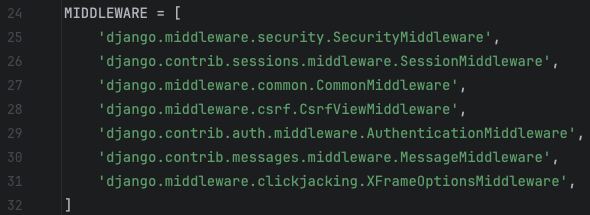 24 MIDDLEWARE = [
25 'django.middleware.security.SecurityMiddleware',
26 'django.contrib.sessions.middleware.SessionMiddleware',
27 'django.middleware.common.CommonMiddleware',
28 'django.middleware.csrf.CsrfViewMiddleware',
29 'django.contrib.auth.middleware.AuthenticationMiddleware',
30 'django.contrib.messages.middleware.MessageMiddleware',
31 'django.middleware.clickjacking.XFrameOptionsMiddleware',
32 ]